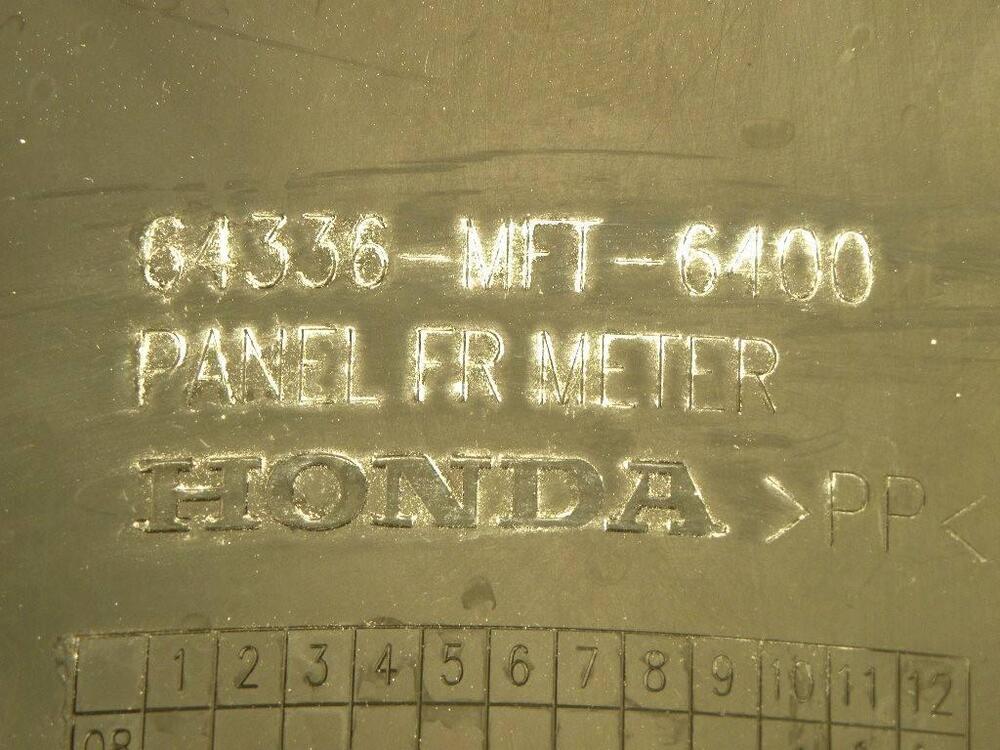 64336-MFT-6400
PANEL FR METER
HONDA >PP<
1 2 3 4 5 6 7 8 9 10 11 12
08